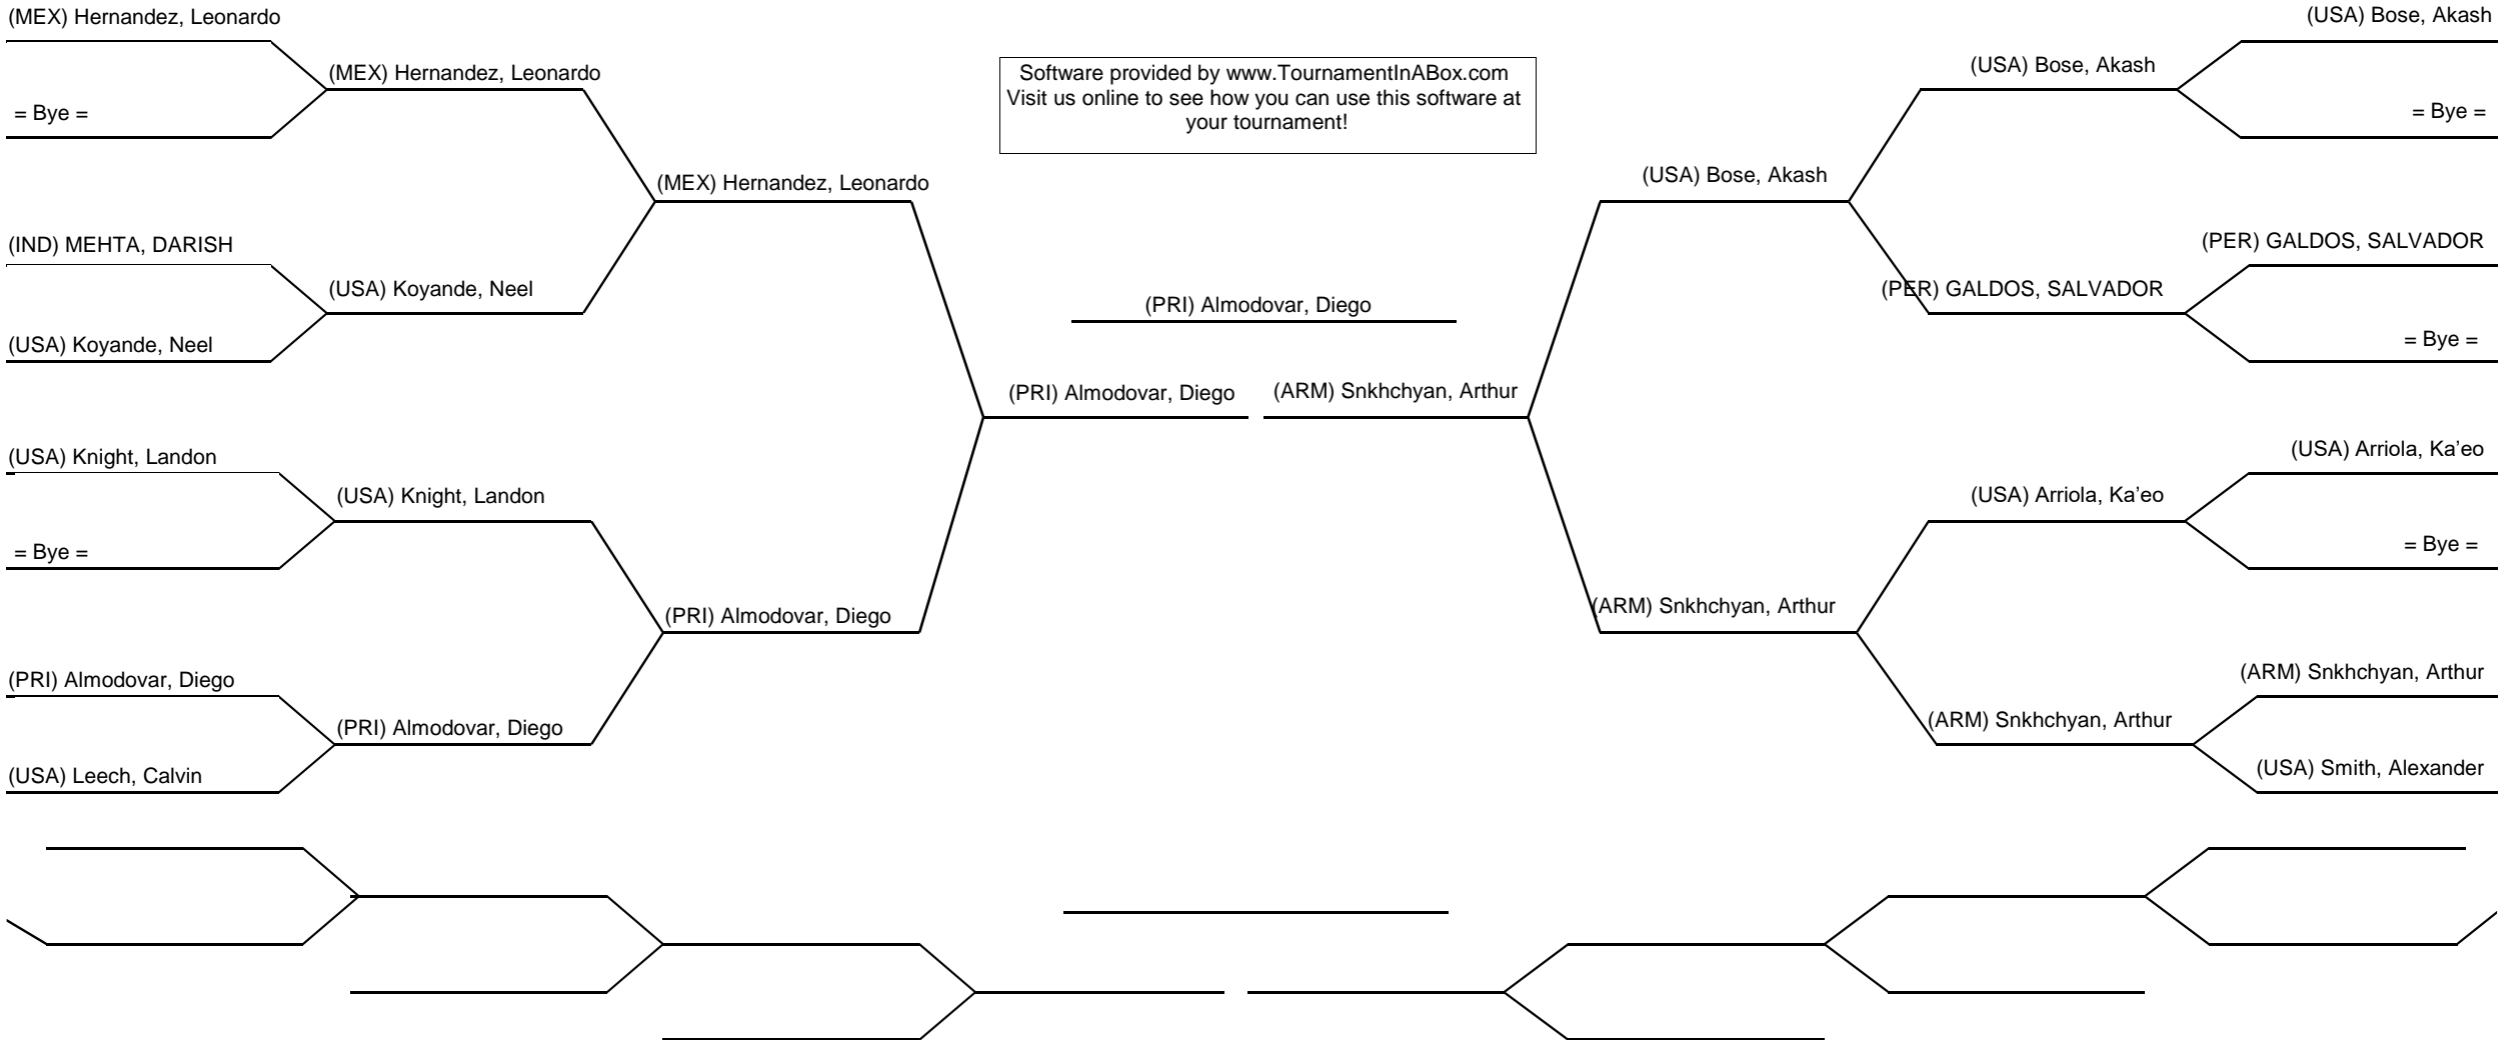 (MEX) Hernandez, Leonardo
= Bye =
(IND) MEHTA, DARISH
(USA) Koyande, Neel
(USA) Knight, Landon
= Bye =
(PRI) Almodovar, Diego
(USA) Leech, Calvin
(MEX) Hernandez, Leonardo
(USA) Koyande, Neel
(USA) Knight, Landon
(PRI) Almodovar, Diego
(MEX) Hernandez, Leonardo
(PRI) Almodovar, Diego
(PRI) Almodovar, Diego
Software provided by www.TournamentInABox.com
Visit us online to see how you can use this software at
your tournament!
(PRI) Almodovar, Diego
(ARM) Snkhchyan, Arthur
(USA) Bose, Akash
(ARM) Snkhchyan, Arthur
(USA) Bose, Akash
(PER) GALDOS, SALVADOR
(USA) Arriola, Ka’eo
(ARM) Snkhchyan, Arthur
(USA) Bose, Akash
= Bye =
(PER) GALDOS, SALVADOR
= Bye =
(USA) Arriola, Ka’eo
= Bye =
(ARM) Snkhchyan, Arthur
(USA) Smith, Alexander